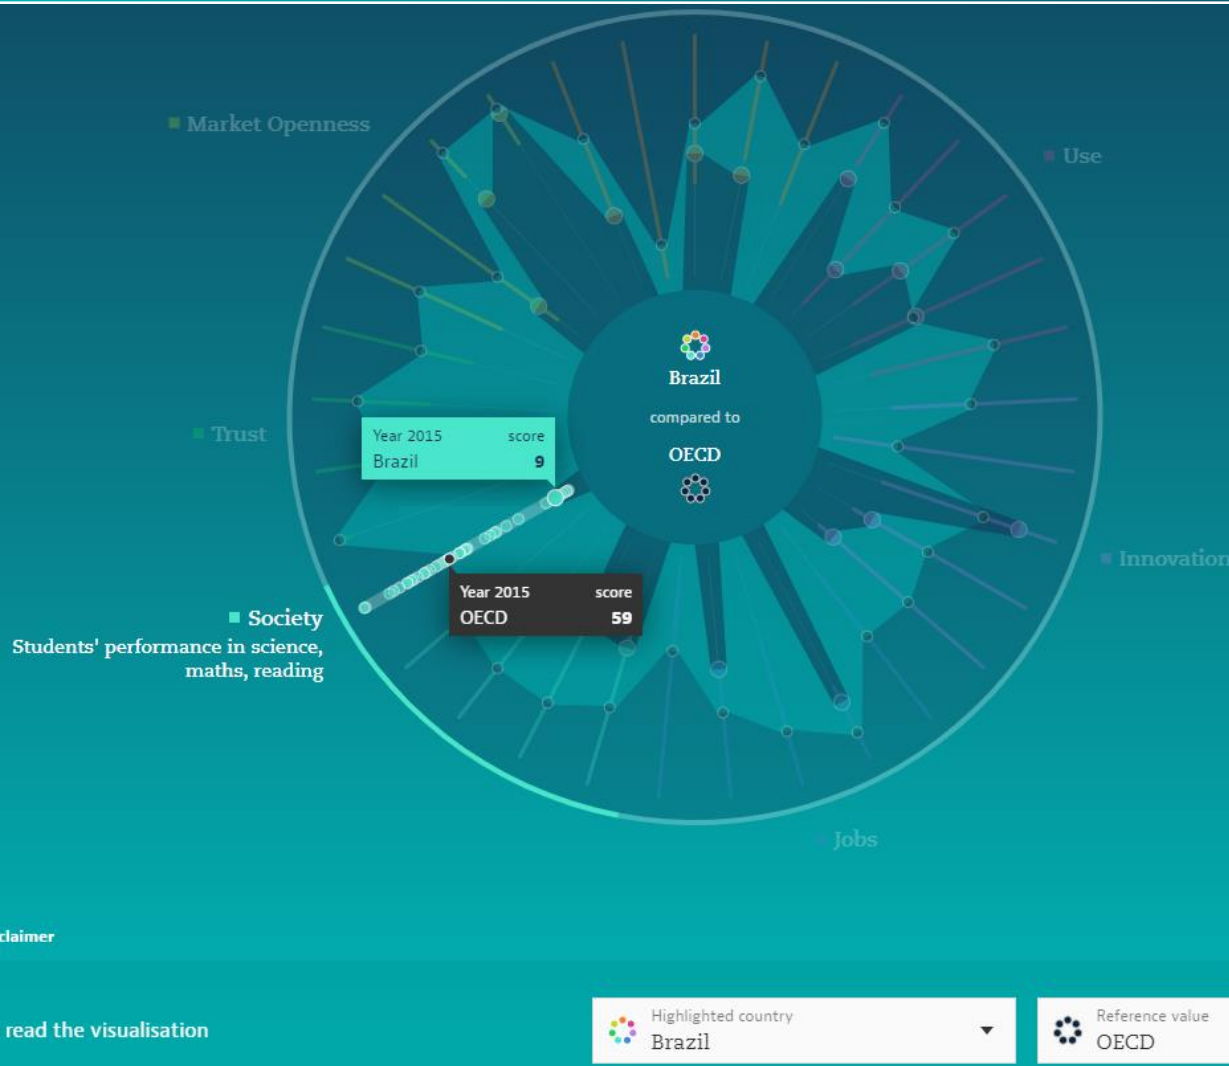 Market Openness
Use
Brazil
compared to
OECD
Trust
Year 2015 score
Brazil 9
Year 2015 score
OECD 59
Society
Students' performance in science,
maths, reading
Innovation
Jobs
claimer
read the visualisation
Highlighted country
Brazil
Reference value
OECD